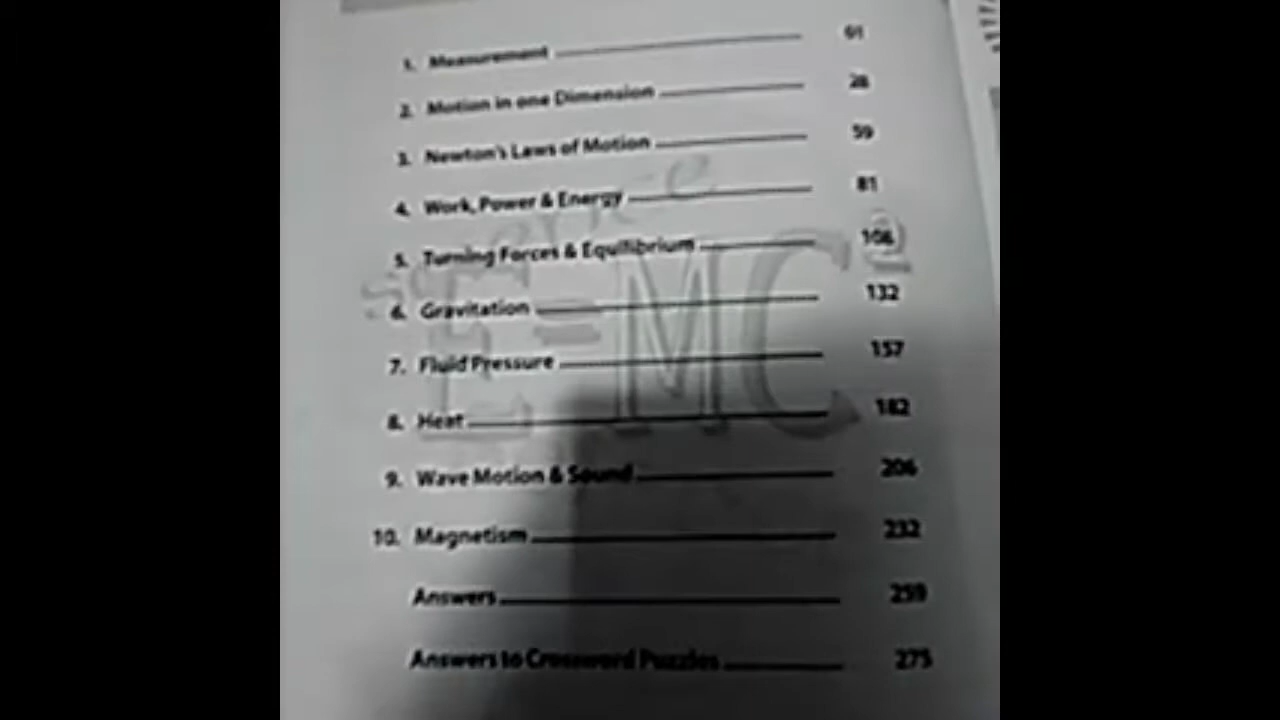 1. Measurement 01
2. Motion in one Dimension 28
3. Newton's Laws of Motion 59
4. Work, Power & Energy 81
5. Turning Forces & Equilibrium 106
6. Gravitation 132
7. Fluid Pressure 157
8. Heat 182
9. Wave Motion & Sound 206
10. Magnetism 232
Answers 259
Answers to Crossword Puzzles 275
E=MC²